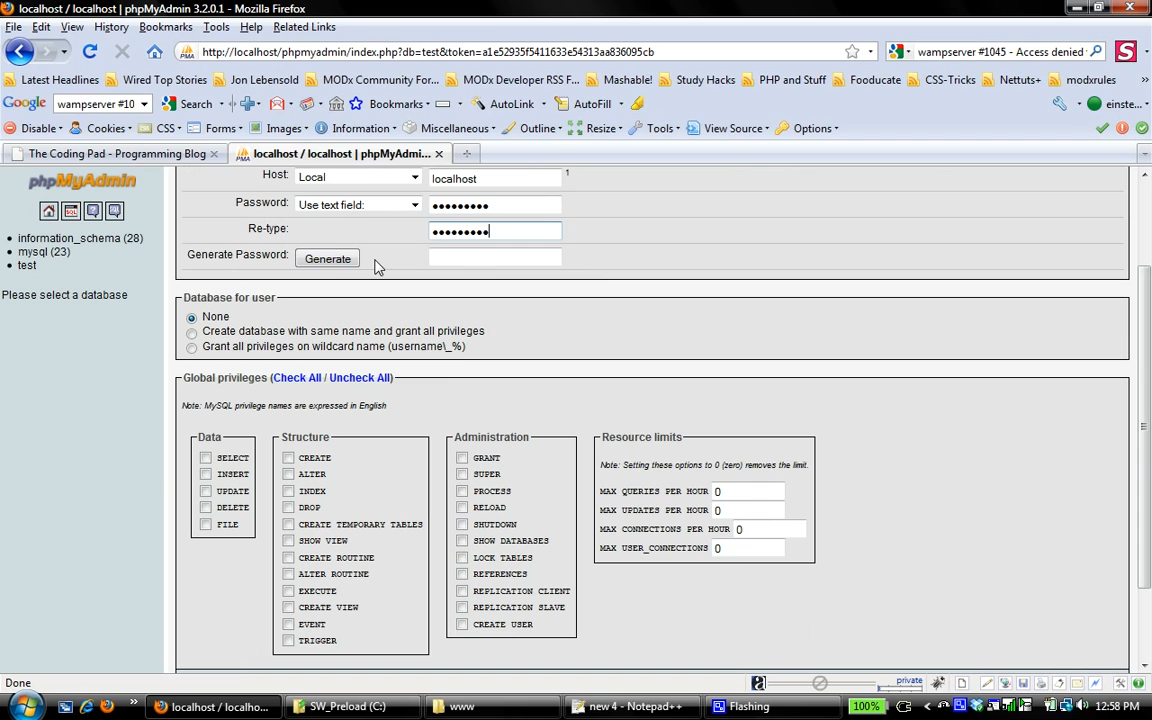 localhost / localhost | phpMyAdmin 3.2.0.1 - Mozilla Firefox
File Edit View History Bookmarks Tools Help Related Links
http://localhost/phpmyadmin/index.php?db=test&token=a1e52935f5411633e54313aa836095cb
wampserver #1045 - Access denied
Latest Headlines Wired Top Stories Jon Lebensold MODx Community For... MODx Developer RSS F... Mashable! Study Hacks PHP and Stuff Fooducate CSS-Tricks Nettuts+ modxrules
Google wampserver #10 Search Bookmarks AutoLink AutoFill einste...
Disable Cookies CSS Forms Images Information Miscellaneous Outline Resize Tools View Source Options
The Coding Pad - Programming Blog localhost / localhost | phpMyAdmi...
phpMyAdmin
SQL
information_schema (28)
mysql (23)
test
Please select a database
Host: Local localhost 1
Password: Use text field: •••••••••
Re-type: •••••••••
Generate Password: Generate
Database for user
None
Create database with same name and grant all privileges
Grant all privileges on wildcard name (username\_%)
Global privileges (Check All / Uncheck All)
Note: MySQL privilege names are expressed in English
Data
SELECT
INSERT
UPDATE
DELETE
FILE
Structure
CREATE
ALTER
INDEX
DROP
CREATE TEMPORARY TABLES
SHOW VIEW
CREATE ROUTINE
ALTER ROUTINE
EXECUTE
CREATE VIEW
EVENT
TRIGGER
Administration
GRANT
SUPER
PROCESS
RELOAD
SHUTDOWN
SHOW DATABASES
LOCK TABLES
REFERENCES
REPLICATION CLIENT
REPLICATION SLAVE
CREATE USER
Resource limits
Note: Setting these options to 0 (zero) removes the limit.
MAX QUERIES PER HOUR 0
MAX UPDATES PER HOUR 0
MAX CONNECTIONS PER HOUR 0
MAX USER_CONNECTIONS 0
Done private
localhost / localho... SW_Preload (C:) www new 4 - Notepad++ Flashing 100% 12:58 PM